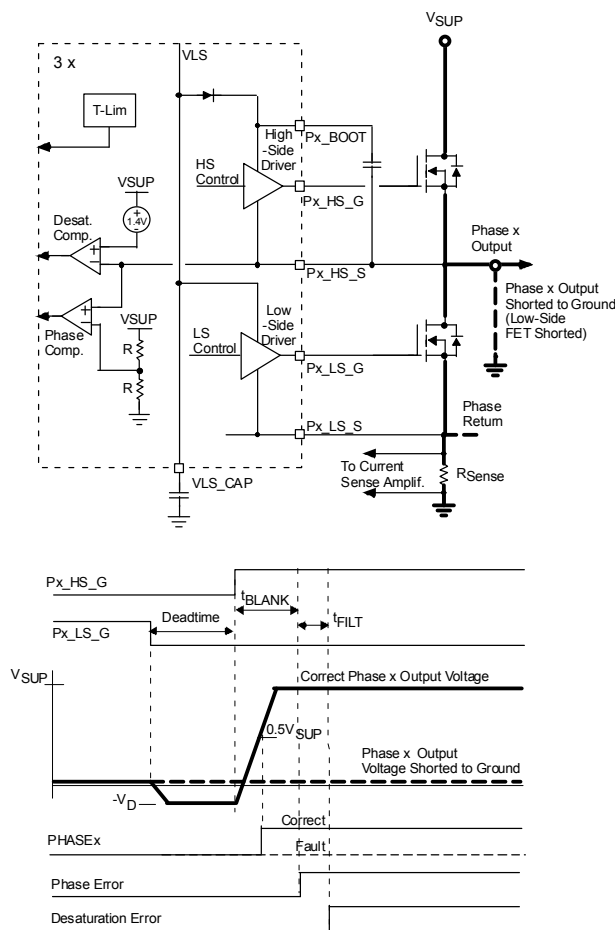 VSUP
VLS
3 x
T-Lim
High
-Side
Driver
Px_BOOT
HS
Control
Px_HS_G
VSUP
Desat.
Comp.
+
1.4V
-
+
-
Phase x
Output
Px_HS_S
Phase x Output
Shorted to Ground
(Low-Side
FET Shorted)
+
-
VSUP
Phase
Comp.
R
R
Low
-Side
Driver
LS
Control
Px_LS_G
Phase
Return
Px_LS_S
To Current
Sense Amplif.
RSense
VLS_CAP
Px_HS_G
tBLANK
Deadtime
tFILT
Px_LS_G
VSUP
Correct Phase x Output Voltage
0.5VSUP
Phase x Output
Voltage Shorted to Ground
-VD
Correct
PHASEx
Fault
Phase Error
Desaturation Error